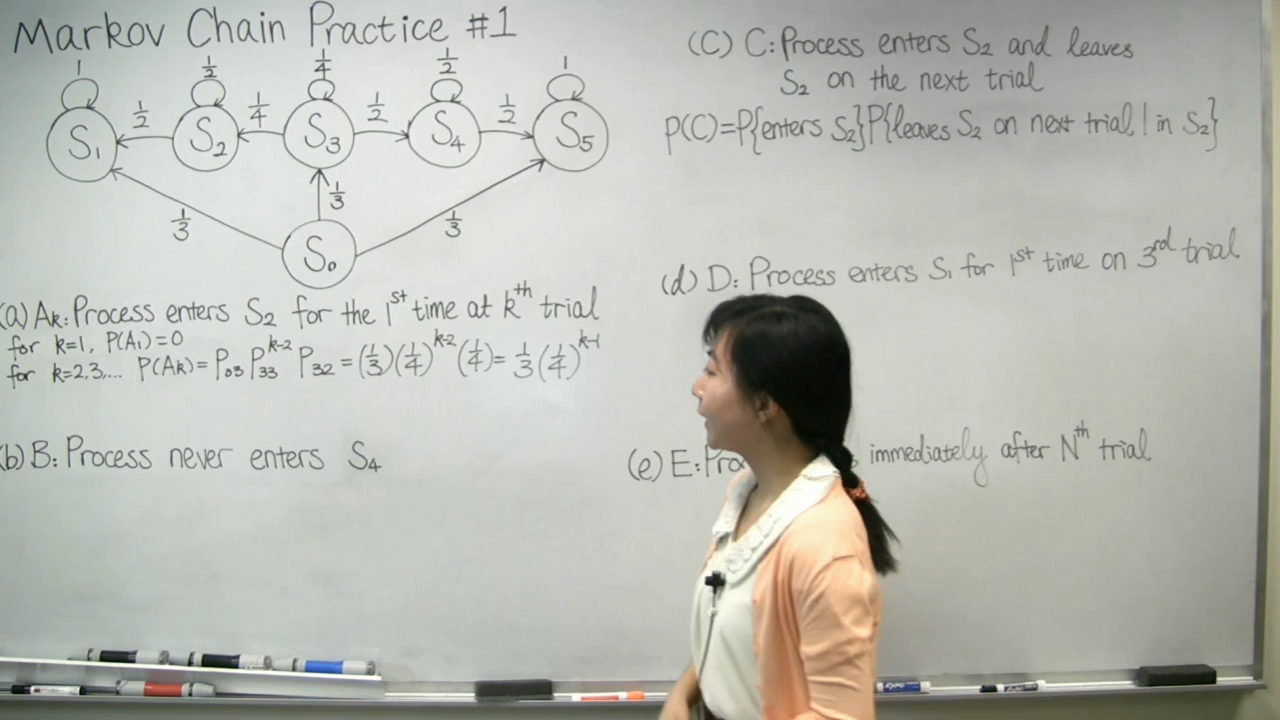 Markov Chain Practice #1
1 1/2 1/4 1/2 1
1/2 1/4 1/2 1/2
S₁ S₂ S₃ S₄ S₅
1/3 1/3 1/3
S₀
(a) Aₖ: Process enters S₂ for the 1ˢᵗ time at kᵗʰ trial
for k=1, P(A₁)=0
for k=2,3,... P(Aₖ)=P₀₃ P₃₃^{k-2} P₃₂ = (1/3)(1/4)^{k-2}(1/4)= 1/3(1/4)^{k-1}
(b) B: Process never enters S₄
(C) C: Process enters S₂ and leaves
S₂ on the next trial
P(C)=P{enters S₂}P{leaves S₂ on next trial | in S₂}
(d) D: Process enters S₁ for 1ˢᵗ time on 3ʳᵈ trial
(e) E: immediately after Nᵗʰ trial